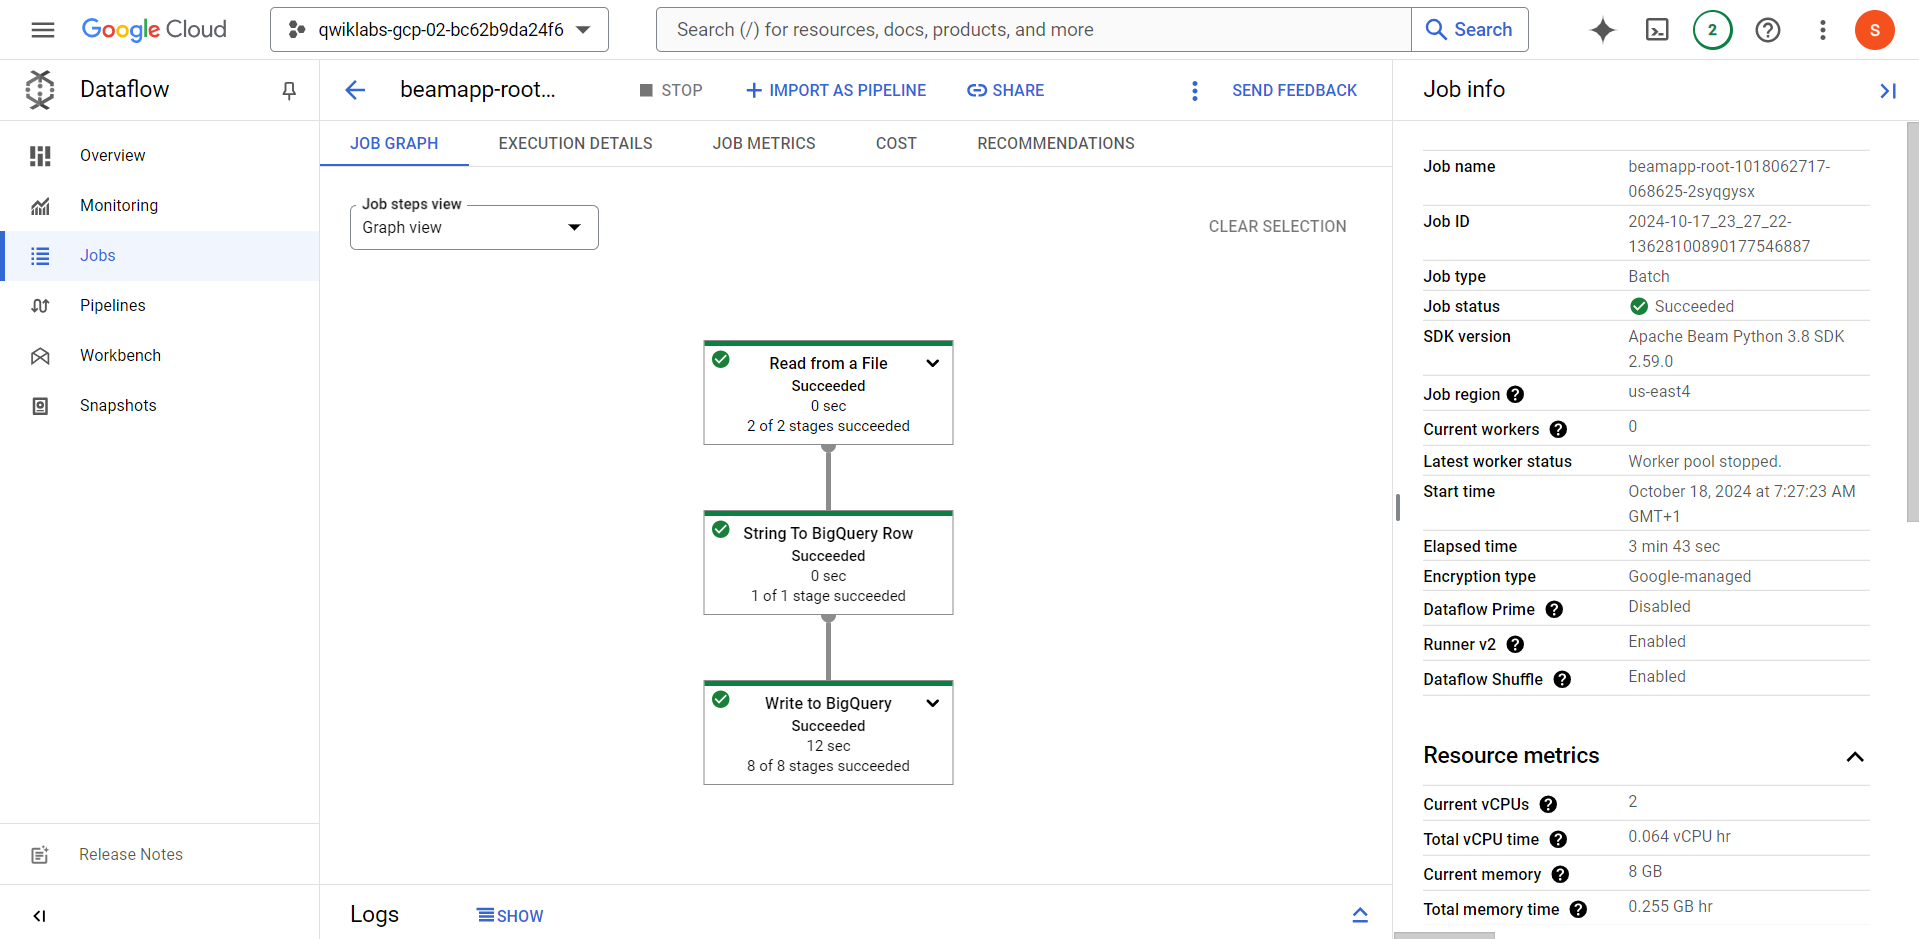 Google Cloud
qwiklabs-gcp-02-bc62b9da24f6
Search (/) for resources, docs, products, and more
Search
2
S
Dataflow
Overview
Monitoring
Jobs
Pipelines
Workbench
Snapshots
Release Notes
beamapp-root...
STOP
IMPORT AS PIPELINE
SHARE
SEND FEEDBACK
JOB GRAPH
EXECUTION DETAILS
JOB METRICS
COST
RECOMMENDATIONS
Job steps view
Graph view
CLEAR SELECTION
Read from a File
Succeeded
0 sec
2 of 2 stages succeeded
String To BigQuery Row
Succeeded
0 sec
1 of 1 stage succeeded
Write to BigQuery
Succeeded
12 sec
8 of 8 stages succeeded
Logs
SHOW
Job info
Job name
beamapp-root-1018062717-
068625-2syqgysx
Job ID
2024-10-17_23_27_22-
13628100890177546887
Job type
Batch
Job status
Succeeded
SDK version
Apache Beam Python 3.8 SDK
2.59.0
Job region
us-east4
Current workers
0
Latest worker status
Worker pool stopped.
Start time
October 18, 2024 at 7:27:23 AM
GMT+1
Elapsed time
3 min 43 sec
Encryption type
Google-managed
Dataflow Prime
Disabled
Runner v2
Enabled
Dataflow Shuffle
Enabled
Resource metrics
Current vCPUs
2
Total vCPU time
0.064 vCPU hr
Current memory
8 GB
Total memory time
0.255 GB hr